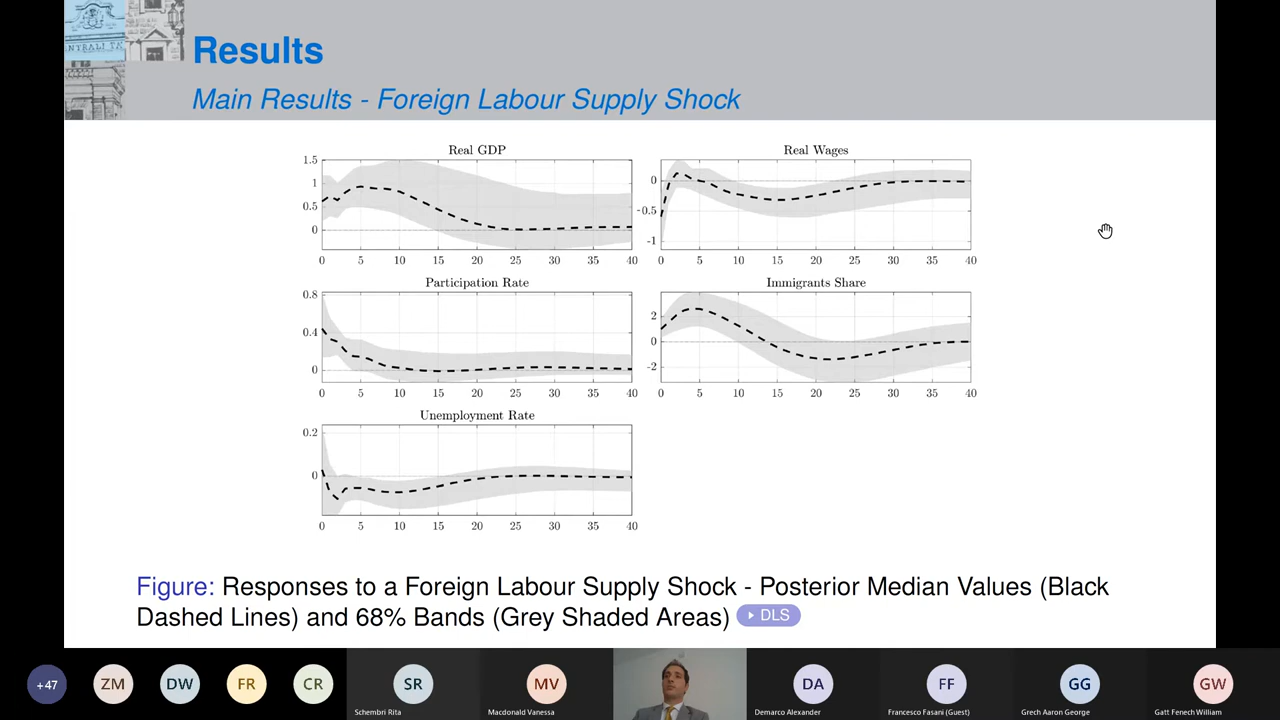 NTRALI TA
Results
Main Results - Foreign Labour Supply Shock
Real GDP
1.5
1
0.5
0
0 5 10 15 20 25 30 35 40
Real Wages
0
-0.5
-1
0 5 10 15 20 25 30 35 40
Participation Rate
0.8
0.4
0
0 5 10 15 20 25 30 35 40
Immigrants Share
2
0
-2
0 5 10 15 20 25 30 35 40
Unemployment Rate
0.2
0
0 5 10 15 20 25 30 35 40
Figure: Responses to a Foreign Labour Supply Shock - Posterior Median Values (Black
Dashed Lines) and 68% Bands (Grey Shaded Areas) DLS
+47 ZM DW FR CR SR MV DA FF GG GW
Schembri Rita Macdonald Vanessa Demarco Alexander Francesco Fasani (Guest) Grech Aaron George Gatt Fenech William